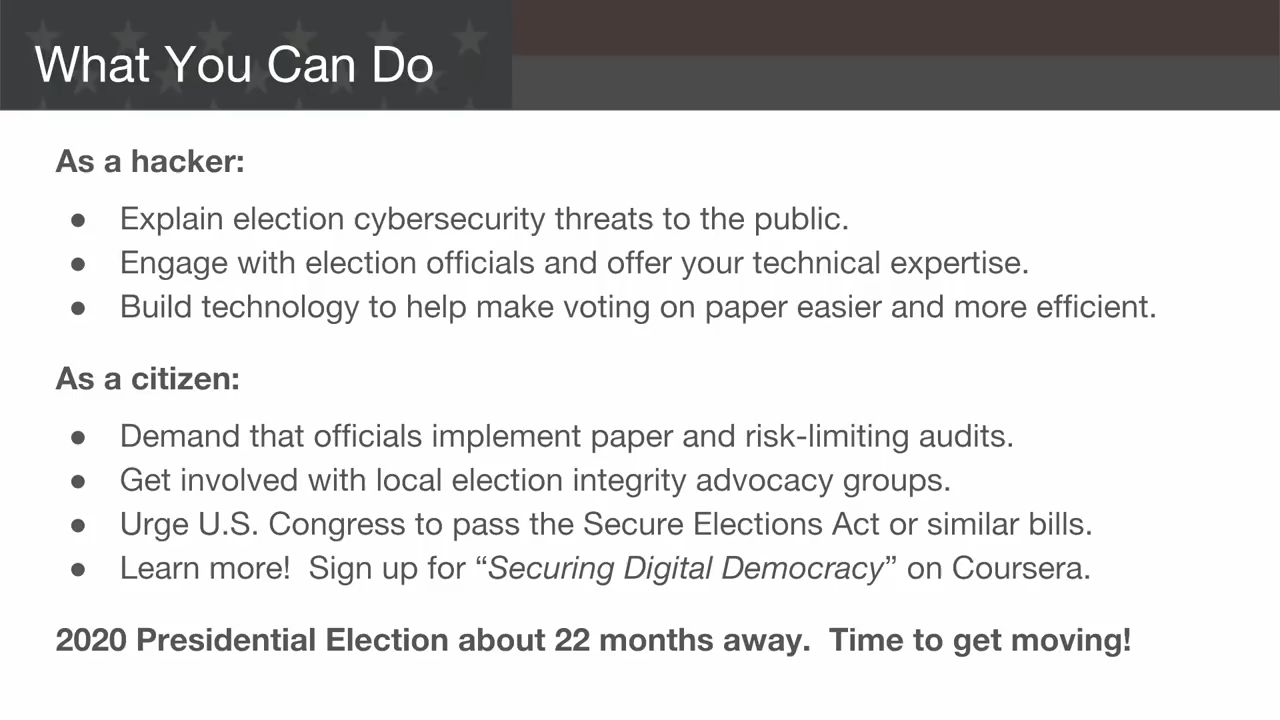 What You Can Do
As a hacker:
● Explain election cybersecurity threats to the public.
● Engage with election officials and offer your technical expertise.
● Build technology to help make voting on paper easier and more efficient.
As a citizen:
● Demand that officials implement paper and risk-limiting audits.
● Get involved with local election integrity advocacy groups.
● Urge U.S. Congress to pass the Secure Elections Act or similar bills.
● Learn more!  Sign up for “Securing Digital Democracy” on Coursera.
2020 Presidential Election about 22 months away.  Time to get moving!